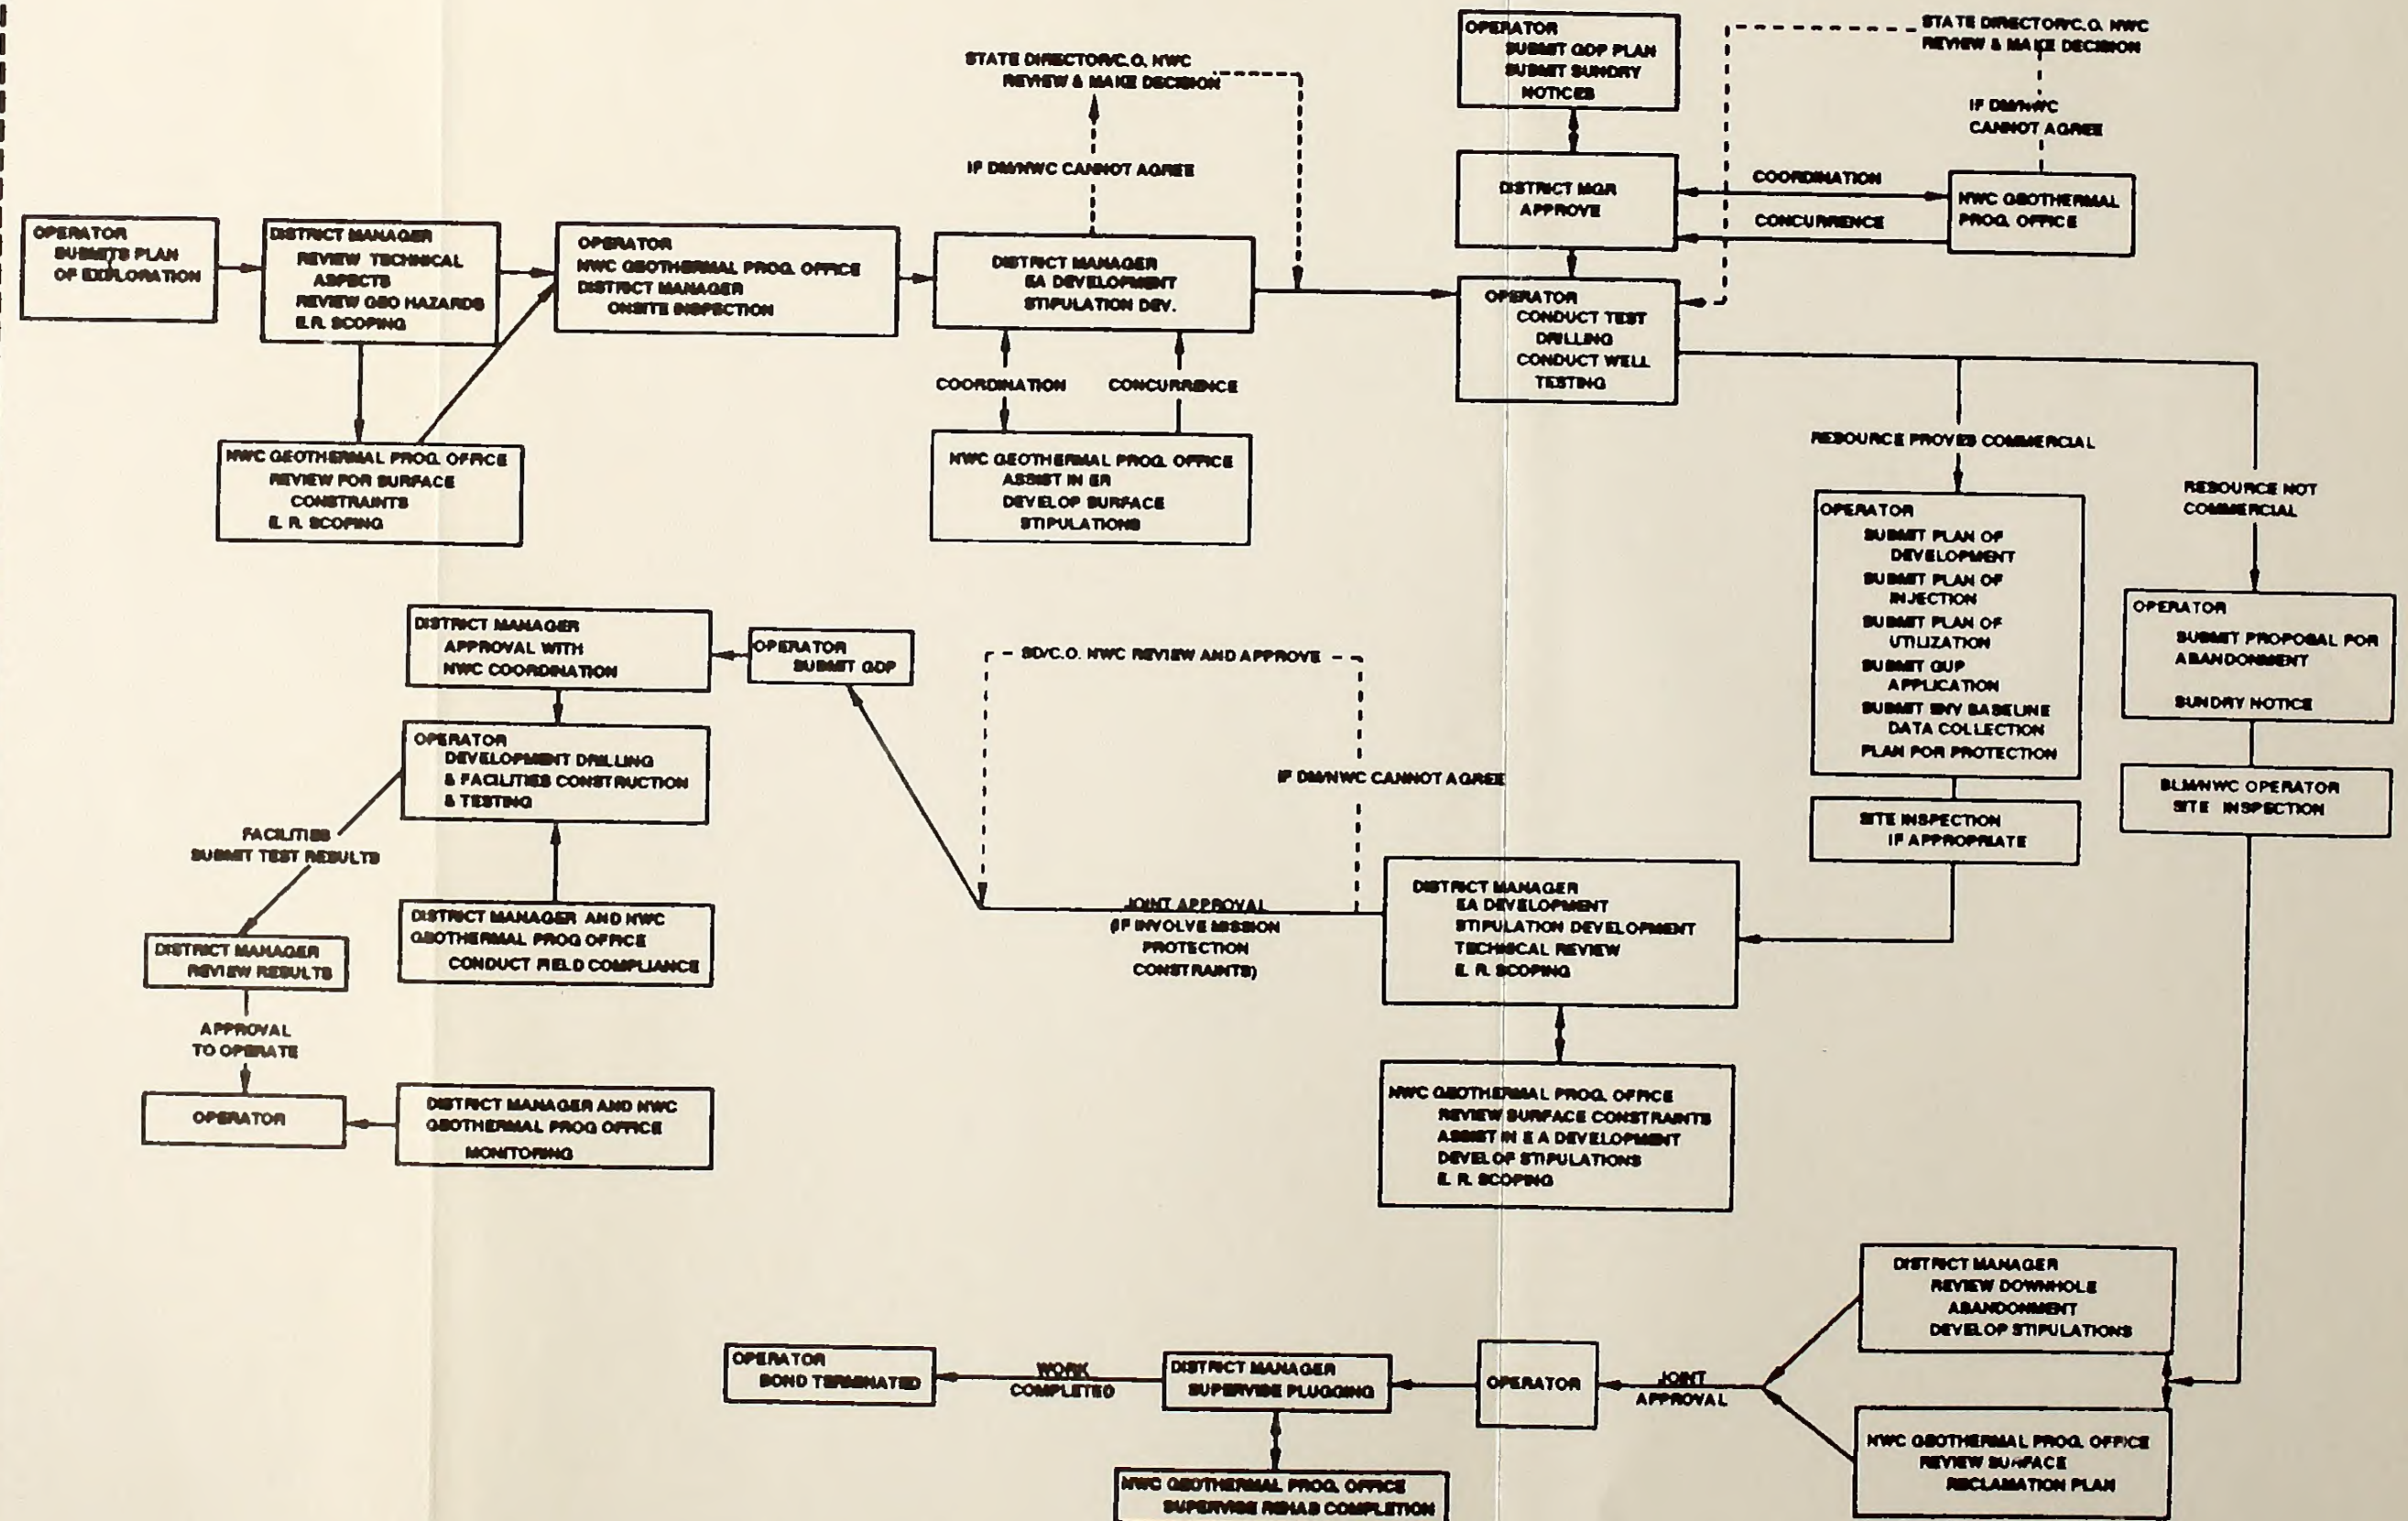 OPERATOR
SUBMITS PLAN
OF EXPLORATION
DISTRICT MANAGER
REVIEW TECHNICAL
ASPECTS
REVIEW GEO HAZARDS
E.R. SCOPING
NWC GEOTHERMAL PROG. OFFICE
REVIEW FOR SURFACE
CONSTRAINTS
E. R. SCOPING
OPERATOR
NWC GEOTHERMAL PROG. OFFICE
DISTRICT MANAGER
ONSITE INSPECTION
STATE DIRECTOR/C.O. NWC
REVIEW & MAKE DECISION
IF DM/NWC CANNOT AGREE
DISTRICT MANAGER
EA DEVELOPMENT
STIPULATION DEV.
COORDINATION
CONCURRENCE
NWC GEOTHERMAL PROG. OFFICE
ASSIST IN ER
DEVELOP SURFACE
STIPULATIONS
OPERATOR
SUBMIT GDP PLAN
SUBMIT SUNDRY
NOTICES
DISTRICT MGR
APPROVE
STATE DIRECTOR/C.O. NWC
REVIEW & MAKE DECISION
IF DM/NWC
CANNOT AGREE
COORDINATION
CONCURRENCE
NWC GEOTHERMAL
PROG. OFFICE
OPERATOR
CONDUCT TEST
DRILLING
CONDUCT WELL
TESTING
RESOURCE PROVES COMMERCIAL
RESOURCE NOT
COMMERCIAL
OPERATOR
SUBMIT PLAN OF
DEVELOPMENT
SUBMIT PLAN OF
INJECTION
SUBMIT PLAN OF
UTILIZATION
SUBMIT GUP
APPLICATION
SUBMIT ENV BASELINE
DATA COLLECTION
PLAN FOR PROTECTION
SITE INSPECTION
IF APPROPRIATE
OPERATOR
SUBMIT PROPOSAL FOR
ABANDONMENT
SUNDRY NOTICE
BLM/NWC OPERATOR
SITE INSPECTION
DISTRICT MANAGER
EA DEVELOPMENT
STIPULATION DEVELOPMENT
TECHNICAL REVIEW
E. R. SCOPING
NWC GEOTHERMAL PROG. OFFICE
REVIEW SURFACE CONSTRAINTS
ASSIST IN E A DEVELOPMENT
DEVELOP STIPULATIONS
E. R. SCOPING
SD/C.O. NWC REVIEW AND APPROVE
IF DM/NWC CANNOT AGREE
JOINT APPROVAL
(IF INVOLVE MISSION
PROTECTION
CONSTRAINTS)
OPERATOR
SUBMIT GDP
DISTRICT MANAGER
APPROVAL WITH
NWC COORDINATION
OPERATOR
DEVELOPMENT DRILLING
& FACILITIES CONSTRUCTION
& TESTING
DISTRICT MANAGER AND NWC
GEOTHERMAL PROG OFFICE
CONDUCT FIELD COMPLIANCE
FACILITIES
SUBMIT TEST RESULTS
DISTRICT MANAGER
REVIEW RESULTS
APPROVAL
TO OPERATE
OPERATOR
DISTRICT MANAGER AND NWC
GEOTHERMAL PROG OFFICE
MONITORING
DISTRICT MANAGER
REVIEW DOWNHOLE
ABANDONMENT
DEVELOP STIPULATIONS
NWC GEOTHERMAL PROG. OFFICE
REVIEW SURFACE
RECLAMATION PLAN
JOINT
APPROVAL
OPERATOR
DISTRICT MANAGER
SUPERVISE PLUGGING
NWC GEOTHERMAL PROG. OFFICE
SUPERVISE REHAB COMPLETION
WORK
COMPLETED
OPERATOR
BOND TERMINATED